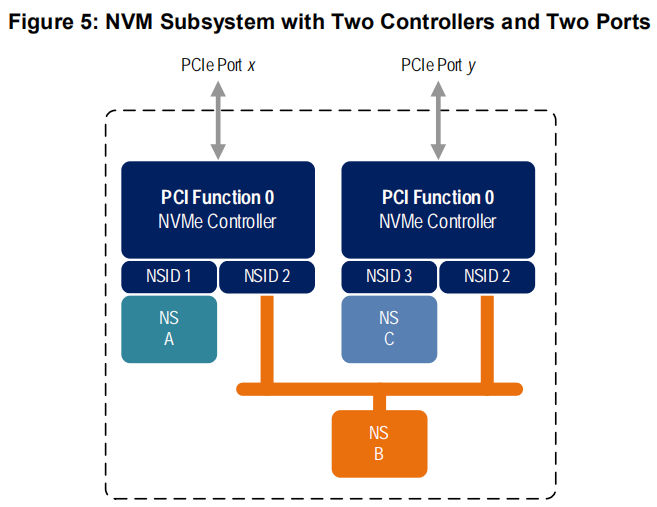 Figure 5: NVM Subsystem with Two Controllers and Two Ports
PCIe Port x
PCIe Port y
PCI Function 0
NVMe Controller
PCI Function 0
NVMe Controller
NSID 1
NSID 2
NSID 3
NSID 2
NS
A
NS
C
NS
B